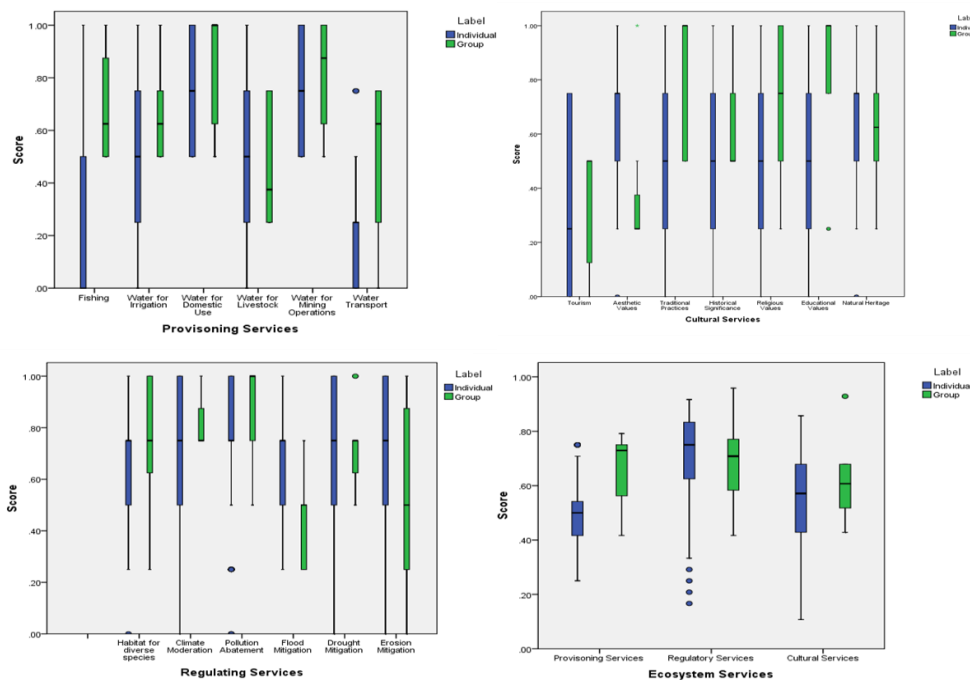 Label
Individual
Group
Score
1.00
.80
.60
.40
.20
.00
Fishing
Water for Irrigation
Water for Domestic Use
Water for Livestock
Water for Mining Operations
Water Transport
Provisoning Services
Label
Individual
Group
Score
1.00
.80
.60
.40
.20
.00
Tourism
Aesthetic Values
Traditional Practices
Historical Significance
Religious Values
Educational Values
Natural Heritage
Cultural Services
Label
Individual
Group
Score
1.00
.80
.60
.40
.20
.00
Habitat for diverse species
Climate Moderation
Pollution Abatement
Flood Mitigation
Drought Mitigation
Erosion Mitigation
Regulating Services
Label
Individual
Group
Score
1.00
.80
.60
.40
.20
.00
Provisioning Services
Regulatory Services
Cultural Services
Ecosystem Services